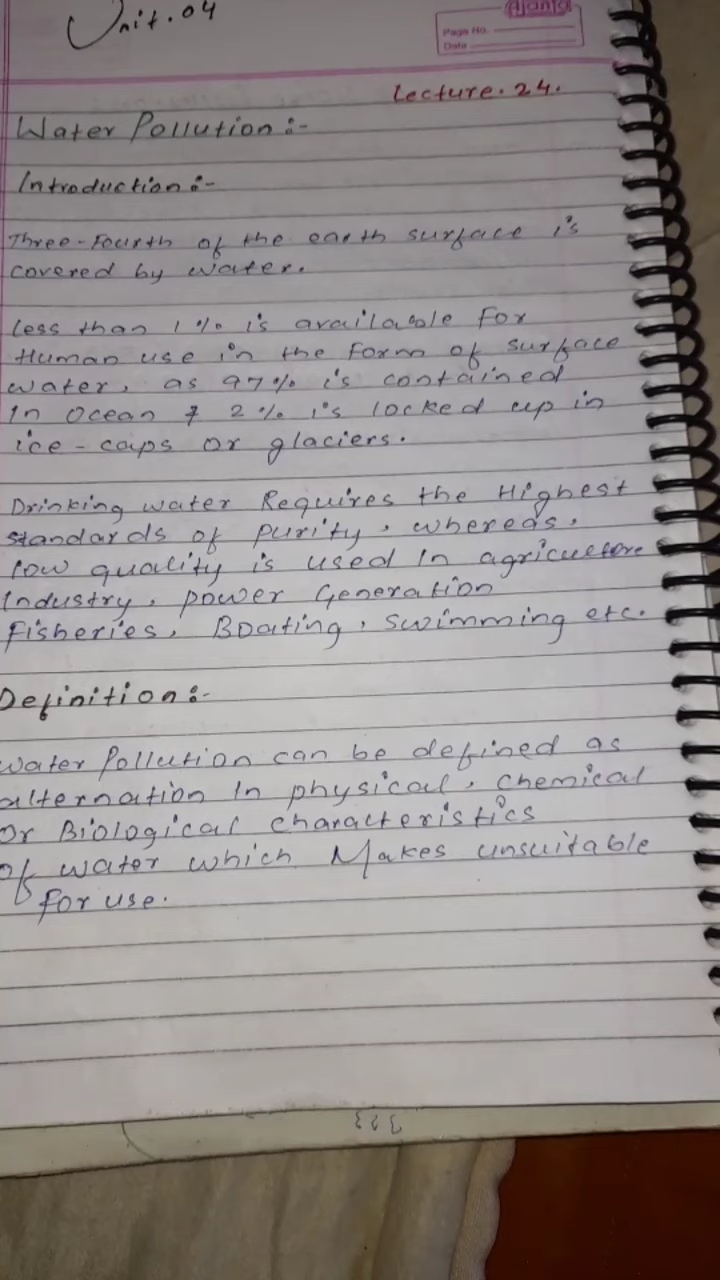 Unit.04
Page No.
Date
Lecture.24.
Water Pollution:-
Introduction:-
Three-Fourth of the earth surface is
covered by water.
Less than 1% is available for
Human use in the form of surface
water, as 97% is contained
In Ocean & 2% is locked up in
ice-caps or glaciers.
Drinking water Requires the Highest
standards of purity, whereas,
low quality is used In agriculture
Industry, power Generation
Fisheries, Boating, swimming etc.
Definition:-
Water Pollution can be defined as
alternation In physical, chemical
Or Biological characteristics
Of water which Makes unsuitable
for use.
323